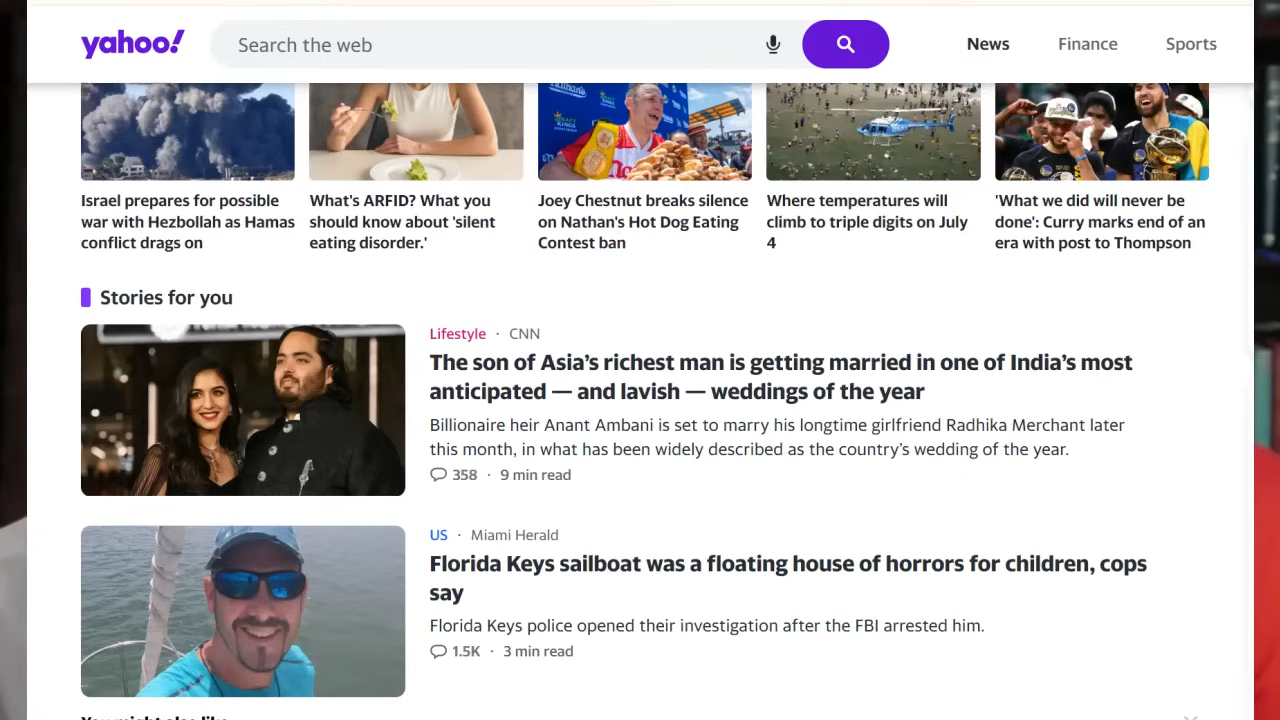 yahoo!
Search the web
News
Finance
Sports
Israel prepares for possible
war with Hezbollah as Hamas
conflict drags on
What's ARFID? What you
should know about 'silent
eating disorder.'
Joey Chestnut breaks silence
on Nathan's Hot Dog Eating
Contest ban
Where temperatures will
climb to triple digits on July
4
'What we did will never be
done': Curry marks end of an
era with post to Thompson
Stories for you
Lifestyle · CNN
The son of Asia's richest man is getting married in one of India's most
anticipated — and lavish — weddings of the year
Billionaire heir Anant Ambani is set to marry his longtime girlfriend Radhika Merchant later
this month, in what has been widely described as the country's wedding of the year.
358 · 9 min read
US · Miami Herald
Florida Keys sailboat was a floating house of horrors for children, cops
say
Florida Keys police opened their investigation after the FBI arrested him.
1.5K · 3 min read